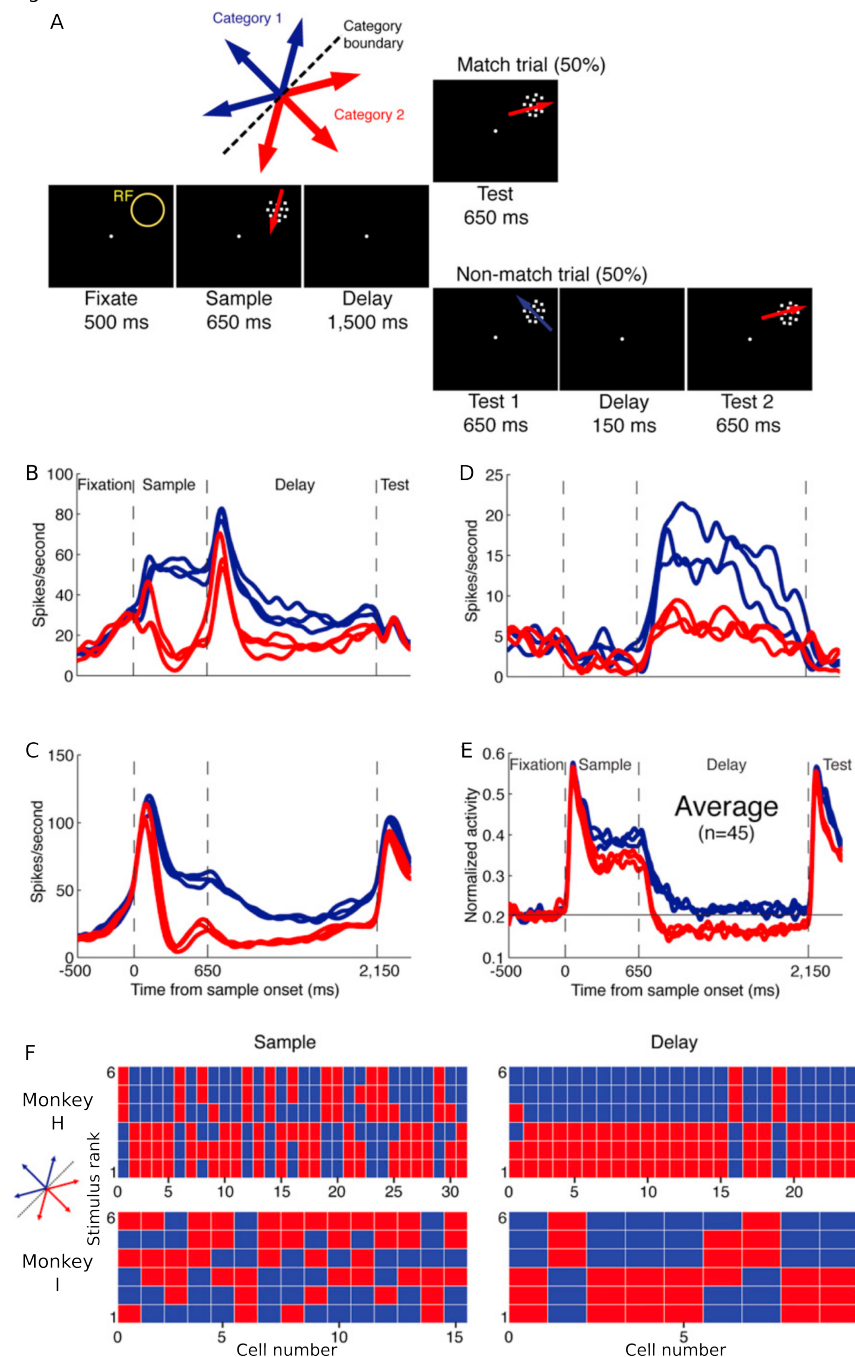 A
Category 1
Category
boundary
Category 2
Match trial (50%)
Test
650 ms
RF
Fixate
500 ms
Sample
650 ms
Delay
1,500 ms
Non-match trial (50%)
Test 1
650 ms
Delay
150 ms
Test 2
650 ms
B
Fixation
Sample
Delay
Test
Spikes/second
100
80
60
40
20
0
D
Spikes/second
25
20
15
10
5
0
C
Spikes/second
150
100
50
0
-500
0
650
2,150
Time from sample onset (ms)
E
Fixation
Sample
Delay
Test
Average
(n=45)
Normalized activity
0.6
0.5
0.4
0.3
0.2
0.1
-500
0
650
2,150
Time from sample onset (ms)
F
Sample
Delay
Monkey
H
Stimulus rank
6
1
0
5
10
15
20
25
30
6
1
0
5
10
15
20
Monkey
I
6
1
0
5
10
15
Cell number
6
1
0
5
Cell number